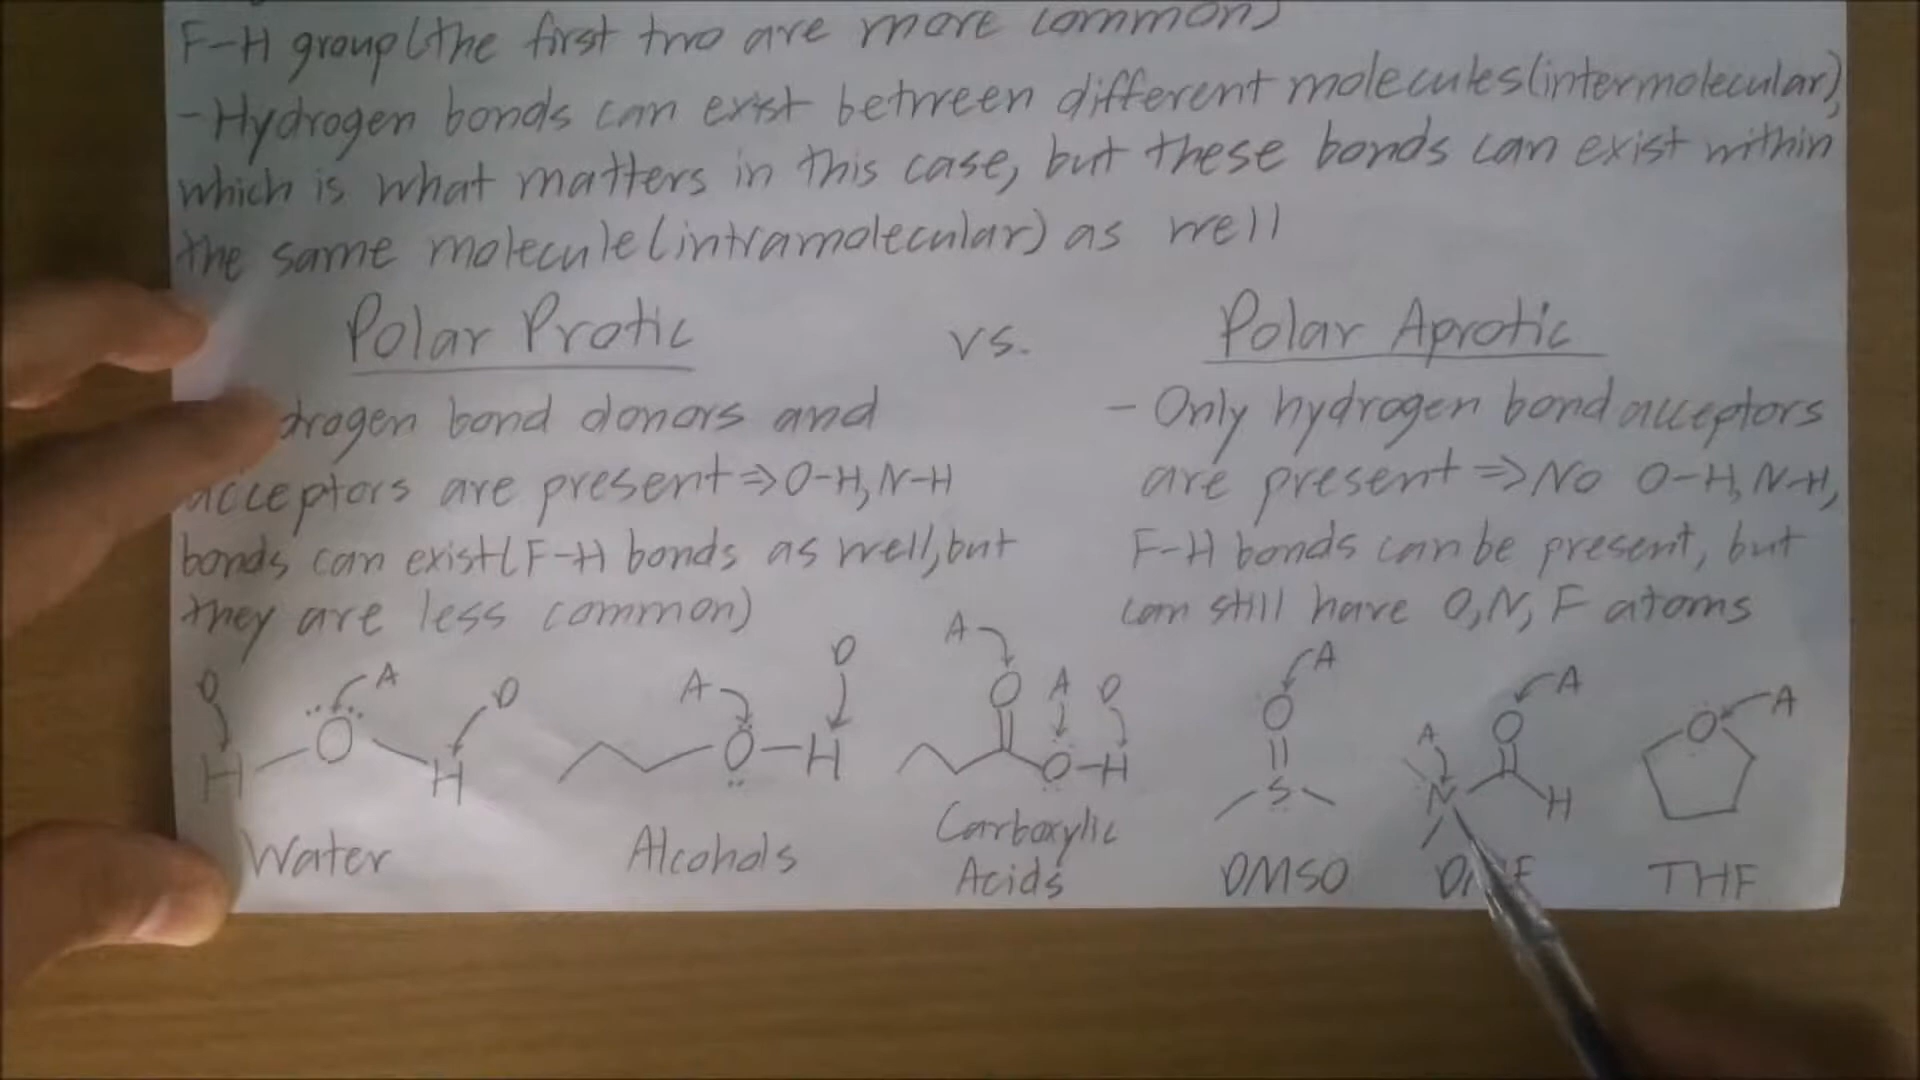 F-H group(the first two are more common)
-Hydrogen bonds can exist between different molecules(intermolecular),
which is what matters in this case, but these bonds can exist within
the same molecule(intramolecular) as well
Polar Protic vs. Polar Aprotic
drogen bond donors and
acceptors are present⇒O-H, N-H
bonds can exist(F-H bonds as well, but
they are less common)
- Only hydrogen bond acceptors
are present⇒No O-H, N-H,
F-H bonds can be present, but
can still have O, N, F atoms
D A D
H O H
Water
A D
O-H
Alcohols
A A D
O O-H
Carboxylic
Acids
A
O
S
DMSO
A A
O
N H
D F
A
O
THF